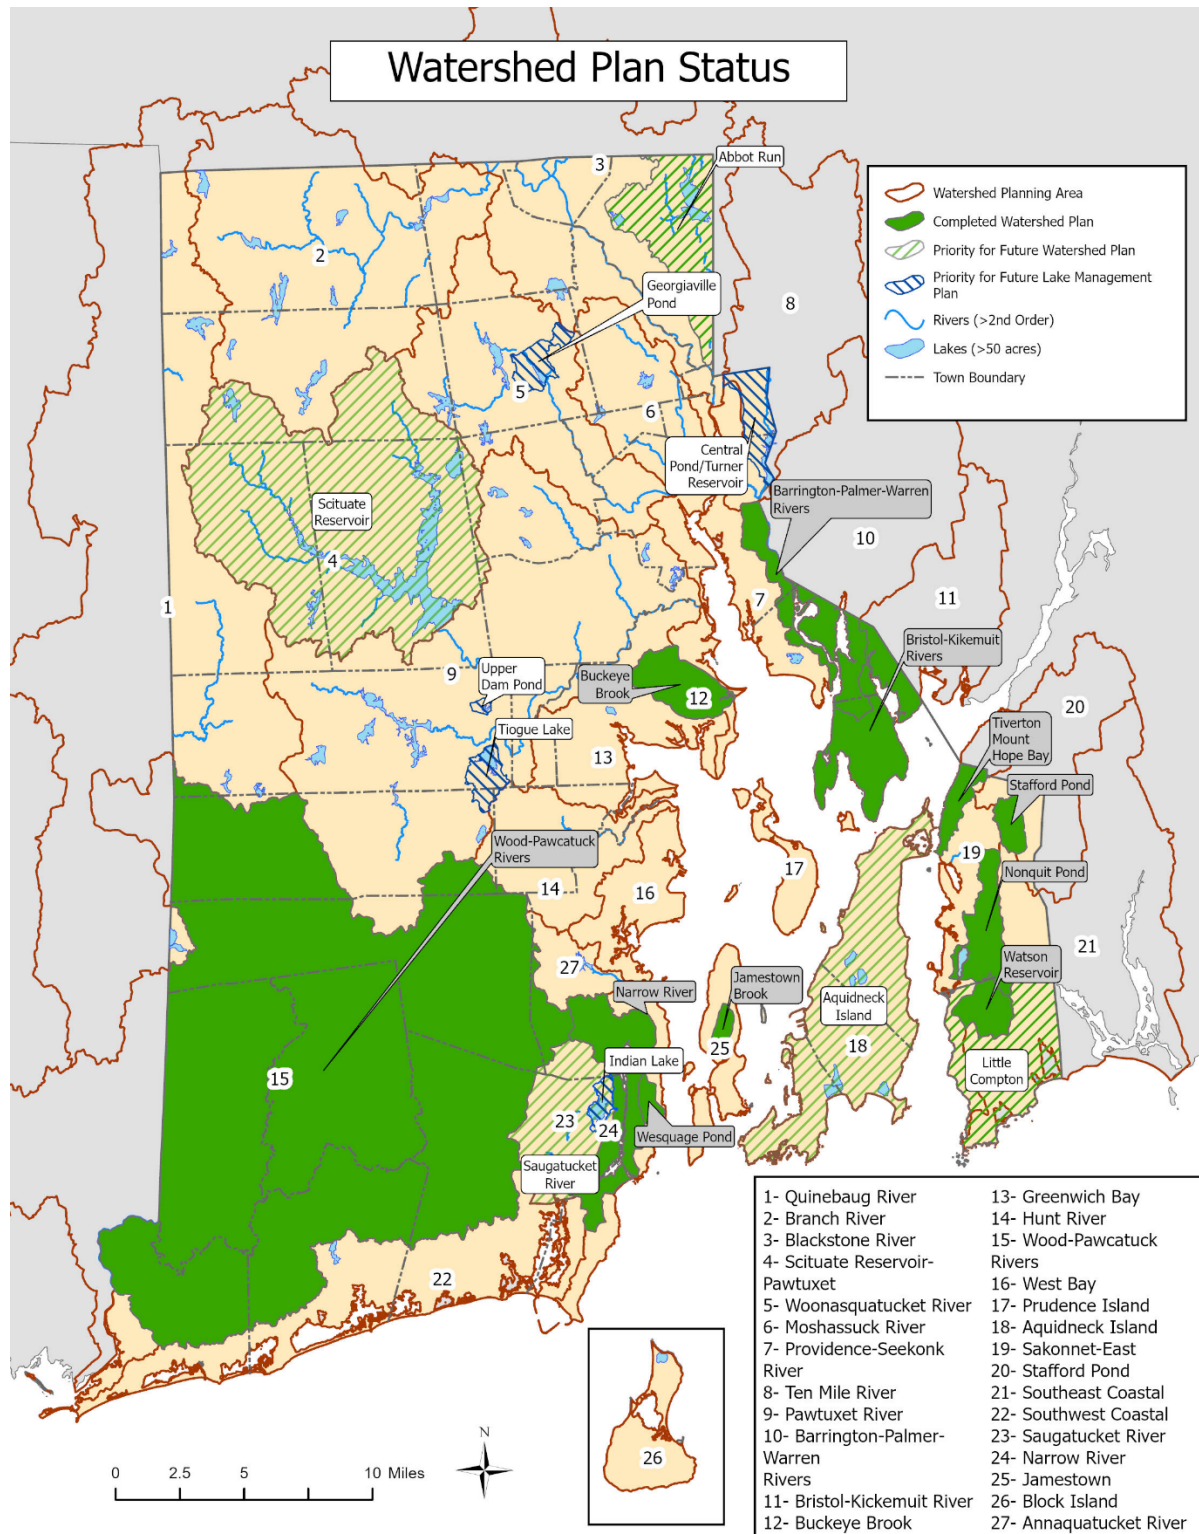 Watershed Plan Status
Abbot Run
3
2
Watershed Planning Area
Completed Watershed Plan
Priority for Future Watershed Plan
Priority for Future Lake Management
Plan
Rivers (>2nd Order)
Lakes (>50 acres)
Town Boundary
Georgiaville
Pond
8
5
6
Central
Pond/Turner
Reservoir
Barrington-Palmer-Warren
Rivers
Scituate
Reservoir
4
10
1
7
11
Bristol-Kikemuit
Rivers
9
Upper
Dam Pond
Buckeye
Brook
12
20
Tiverton
Mount
Hope Bay
Tiogue Lake
13
Stafford Pond
Wood-Pawcatuck
Rivers
19
17
Nonquit Pond
14
16
21
Watson
Reservoir
27
Narrow River
Jamestown
Brook
Aquidneck
Island
18
25
Indian Lake
Little
Compton
15
23
24
Wesquage Pond
Saugatucket
River
22
26
N
0 2.5 5 10 Miles
1- Quinebaug River
2- Branch River
3- Blackstone River
4- Scituate Reservoir-
Pawtuxet
5- Woonasquatucket River
6- Moshassuck River
7- Providence-Seekonk
River
8- Ten Mile River
9- Pawtuxet River
10- Barrington-Palmer-
Warren
Rivers
11- Bristol-Kickemuit River
12- Buckeye Brook
13- Greenwich Bay
14- Hunt River
15- Wood-Pawcatuck
Rivers
16- West Bay
17- Prudence Island
18- Aquidneck Island
19- Sakonnet-East
20- Stafford Pond
21- Southeast Coastal
22- Southwest Coastal
23- Saugatucket River
24- Narrow River
25- Jamestown
26- Block Island
27- Annaquatucket River